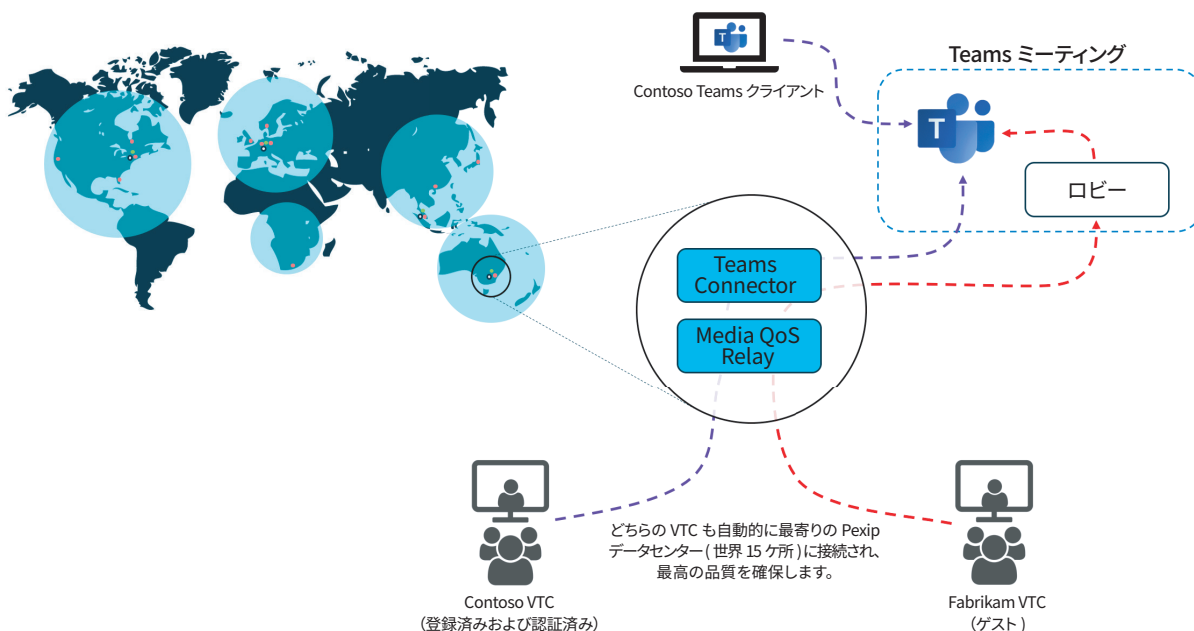 Teams ミーティング
Contoso Teams クライアント
T
T
ロビー
Teams
Connector
Media QoS
Relay
どちらの VTC も自動的に最寄りの Pexip
データセンター ( 世界 15 ケ所 ) に接続され、
最高の品質を確保します。
Contoso VTC
（登録済みおよび認証済み）
Fabrikam VTC
（ゲスト )